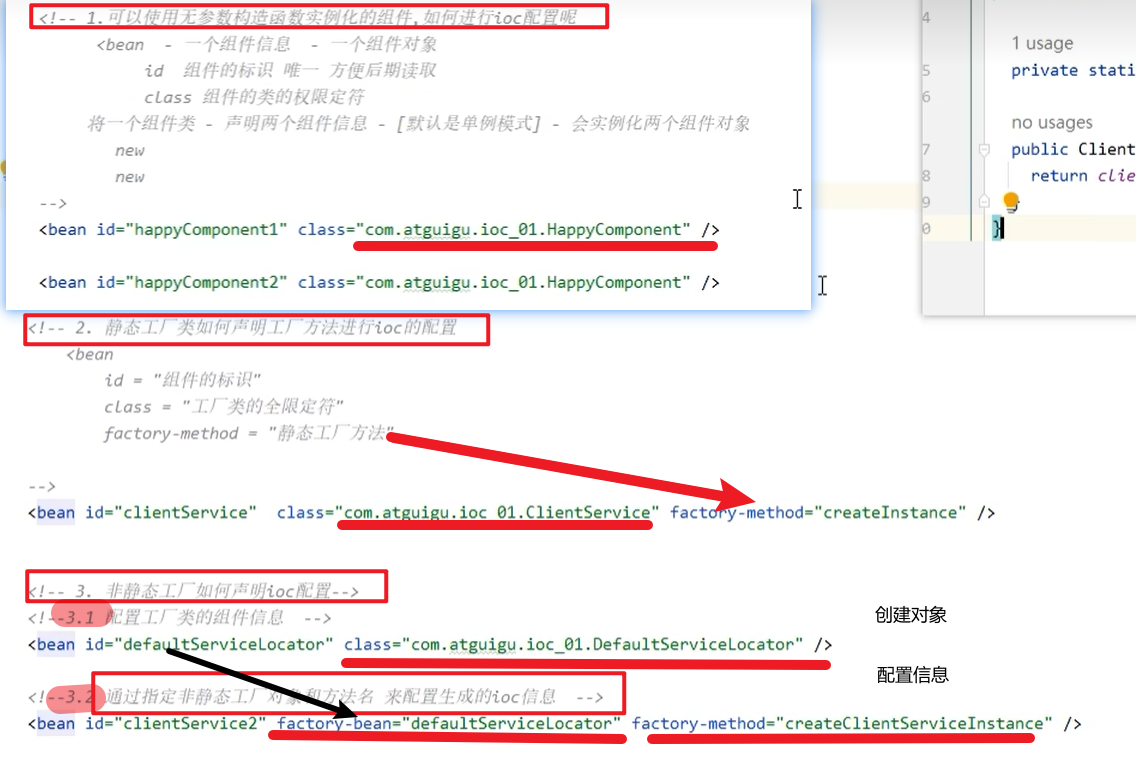 <!-- 1.可以使用无参数构造函数实例化的组件,如何进行ioc配置呢
<bean - 一个组件信息 - 一个组件对象
id 组件的标识 唯一 方便后期读取
class 组件的类的权限定符
将一个组件类 - 声明两个组件信息 - [默认是单例模式] - 会实例化两个组件对象
new
new
-->
<bean id="happyComponent1" class="com.atguigu.ioc_01.HappyComponent" />
<bean id="happyComponent2" class="com.atguigu.ioc_01.HappyComponent" />
<!-- 2. 静态工厂类如何声明工厂方法进行ioc的配置
<bean
id = "组件的标识"
class = "工厂类的全限定符"
factory-method = "静态工厂方法"
-->
<bean id="clientService" class="com.atguigu.ioc_01.ClientService" factory-method="createInstance" />
<!-- 3. 非静态工厂如何声明ioc配置-->
<!--3.1 配置工厂类的组件信息 -->
<bean id="defaultServiceLocator" class="com.atguigu.ioc_01.DefaultServiceLocator" />
<!--3.2 通过指定非静态工厂对象和方法名 来配置生成的ioc信息 -->
<bean id="clientService2" factory-bean="defaultServiceLocator" factory-method="createClientServiceInstance" />
创建对象
配置信息
4
1 usage
5 private stati
6
no usages
7 public Client
8 return clie
9 }
0 }